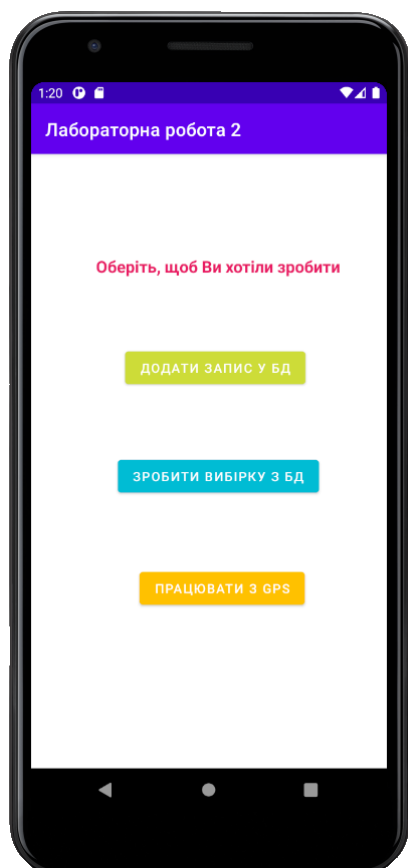 1:20
Лабораторна робота 2
Оберіть, щоб Ви хотіли зробити
ДОДАТИ ЗАПИС У БД
ЗРОБИТИ ВИБІРКУ З БД
ПРАЦЮВАТИ З GPS